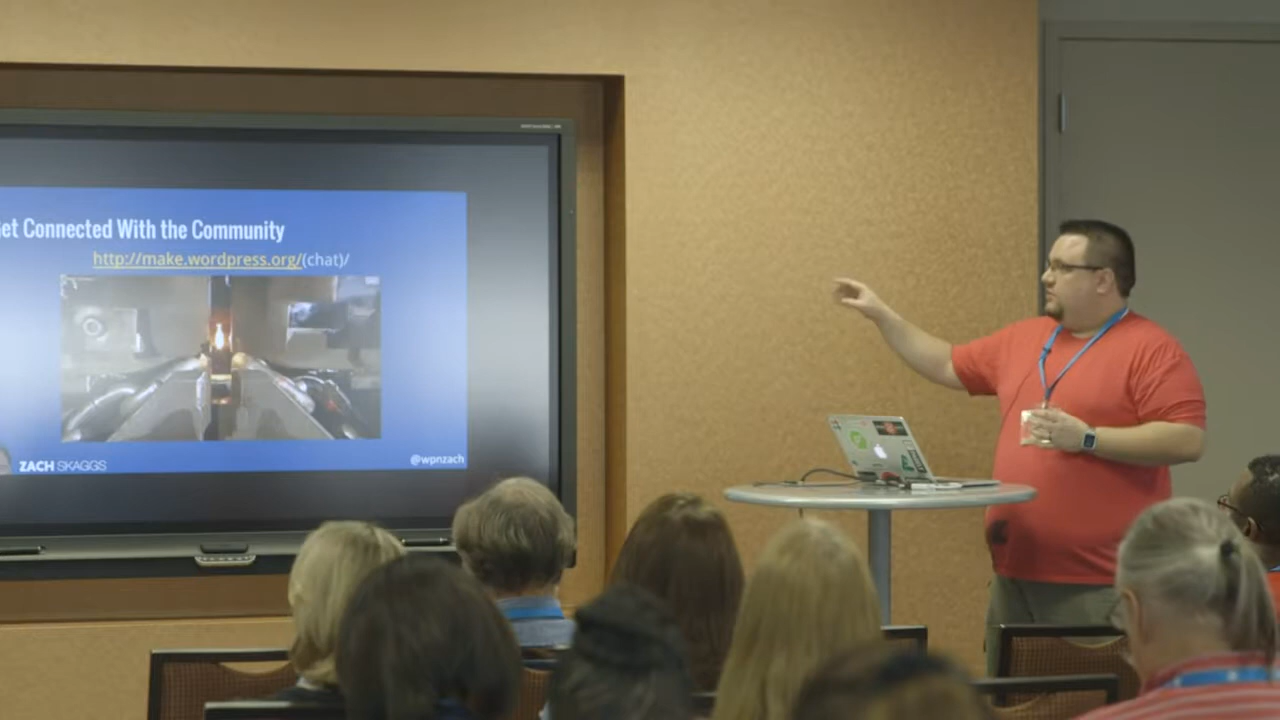 et Connected With the Community
http://make.wordpress.org/(chat)/
ZACH SKAGGS
@wpnzach